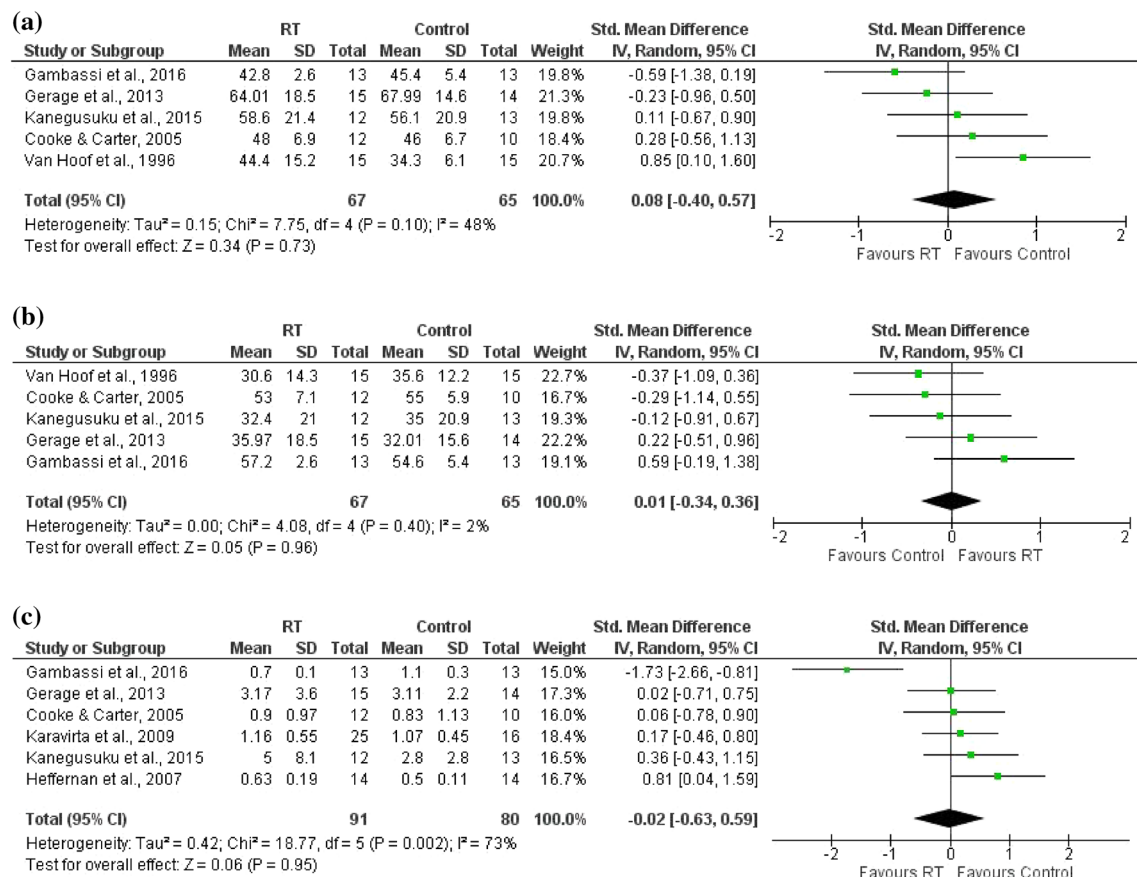 (a)
RT Control Std. Mean Difference Std. Mean Difference
Study or Subgroup Mean SD Total Mean SD Total Weight IV, Random, 95% CI IV, Random, 95% CI
Gambassi et al., 2016 42.8 2.6 13 45.4 5.4 13 19.8% -0.59 [-1.38, 0.19]
Gerage et al., 2013 64.01 18.5 15 67.99 14.6 14 21.3% -0.23 [-0.96, 0.50]
Kanegusuku et al., 2015 58.6 21.4 12 56.1 20.9 13 19.8% 0.11 [-0.67, 0.90]
Cooke & Carter, 2005 48 6.9 12 46 6.7 10 18.4% 0.28 [-0.56, 1.13]
Van Hoof et al., 1996 44.4 15.2 15 34.3 6.1 15 20.7% 0.85 [0.10, 1.60]
Total (95% CI) 67 65 100.0% 0.08 [-0.40, 0.57]
Heterogeneity: Tau² = 0.15; Chi² = 7.75, df = 4 (P = 0.10); I² = 48%
Test for overall effect: Z = 0.34 (P = 0.73)
-2 -1 0 1 2
Favours RT Favours Control
(b)
RT Control Std. Mean Difference Std. Mean Difference
Study or Subgroup Mean SD Total Mean SD Total Weight IV, Random, 95% CI IV, Random, 95% CI
Van Hoof et al., 1996 30.6 14.3 15 35.6 12.2 15 22.7% -0.37 [-1.09, 0.36]
Cooke & Carter, 2005 53 7.1 12 55 5.9 10 16.7% -0.29 [-1.14, 0.55]
Kanegusuku et al., 2015 32.4 21 12 35 20.9 13 19.3% -0.12 [-0.91, 0.67]
Gerage et al., 2013 35.97 18.5 15 32.01 15.6 14 22.2% 0.22 [-0.51, 0.96]
Gambassi et al., 2016 57.2 2.6 13 54.6 5.4 13 19.1% 0.59 [-0.19, 1.38]
Total (95% CI) 67 65 100.0% 0.01 [-0.34, 0.36]
Heterogeneity: Tau² = 0.00; Chi² = 4.08, df = 4 (P = 0.40); I² = 2%
Test for overall effect: Z = 0.05 (P = 0.96)
-2 -1 0 1 2
Favours Control Favours RT
(c)
RT Control Std. Mean Difference Std. Mean Difference
Study or Subgroup Mean SD Total Mean SD Total Weight IV, Random, 95% CI IV, Random, 95% CI
Gambassi et al., 2016 0.7 0.1 13 1.1 0.3 13 15.0% -1.73 [-2.66, -0.81]
Gerage et al., 2013 3.17 3.6 15 3.11 2.2 14 17.3% 0.02 [-0.71, 0.75]
Cooke & Carter, 2005 0.9 0.97 12 0.83 1.13 10 16.0% 0.06 [-0.78, 0.90]
Karavirta et al., 2009 1.16 0.55 25 1.07 0.45 16 18.4% 0.17 [-0.46, 0.80]
Kanegusuku et al., 2015 5 8.1 12 2.8 2.8 13 16.5% 0.36 [-0.43, 1.15]
Heffernan et al., 2007 0.63 0.19 14 0.5 0.11 14 16.7% 0.81 [0.04, 1.59]
Total (95% CI) 91 80 100.0% -0.02 [-0.63, 0.59]
Heterogeneity: Tau² = 0.42; Chi² = 18.77, df = 5 (P = 0.002); I² = 73%
Test for overall effect: Z = 0.06 (P = 0.95)
-2 -1 0 1 2
Favours RT Favours Control